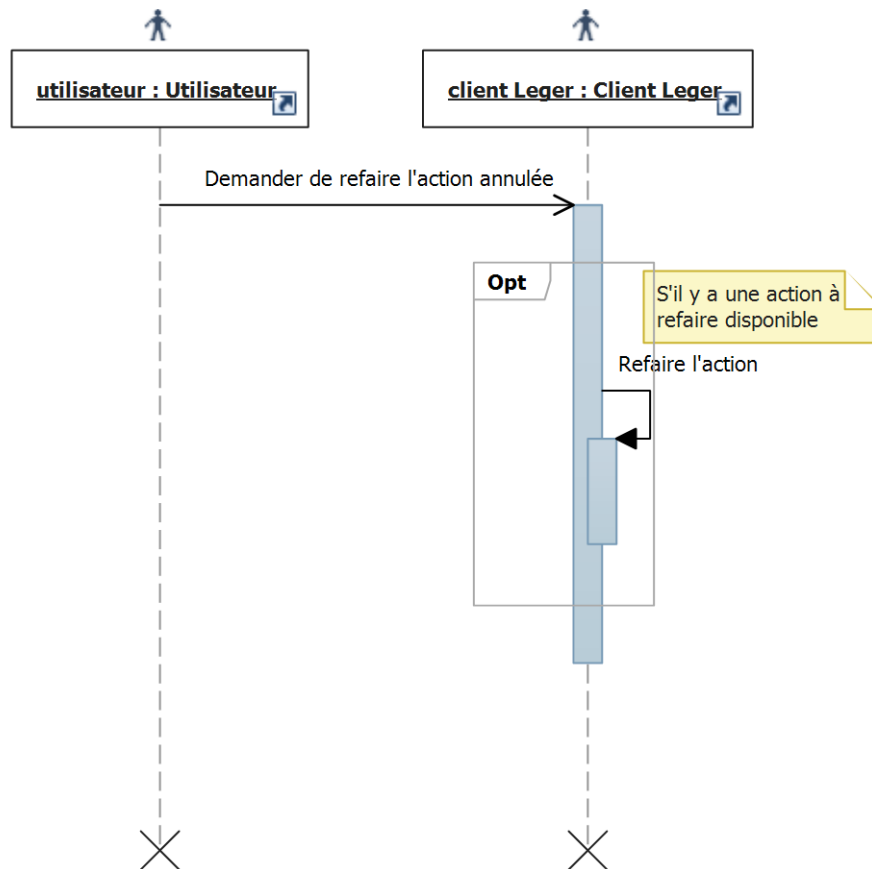 utilisateur : Utilisateur
client Leger : Client Leger
Demander de refaire l'action annulée
Opt
S'il y a une action à
refaire disponible
Refaire l'action